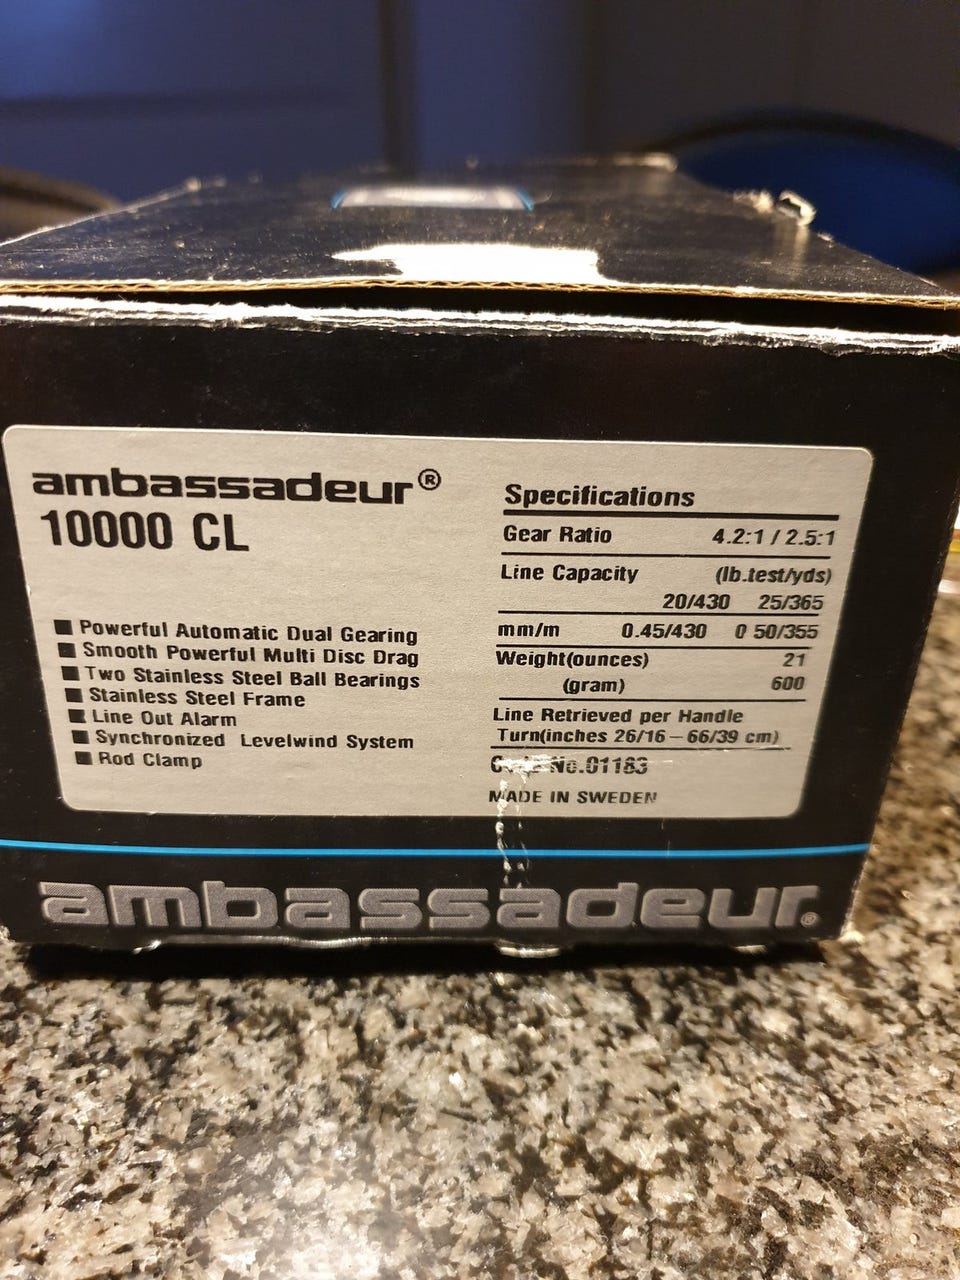 ambassadeur®
10000 CL
■ Powerful Automatic Dual Gearing
■ Smooth Powerful Multi Disc Drag
■ Two Stainless Steel Ball Bearings
■ Stainless Steel Frame
■ Line Out Alarm
■ Synchronized Levelwind System
■ Rod Clamp
Specifications
Gear Ratio 4.2:1 / 2.5:1
Line Capacity (lb.test/yds)
20/430 25/365
mm/m 0.45/430 0 50/355
Weight(ounces) 21
(gram) 600
Line Retrieved per Handle
Turn(inches 26/16 – 66/39 cm)
No.01183
MADE IN SWEDEN
ambassadeur®